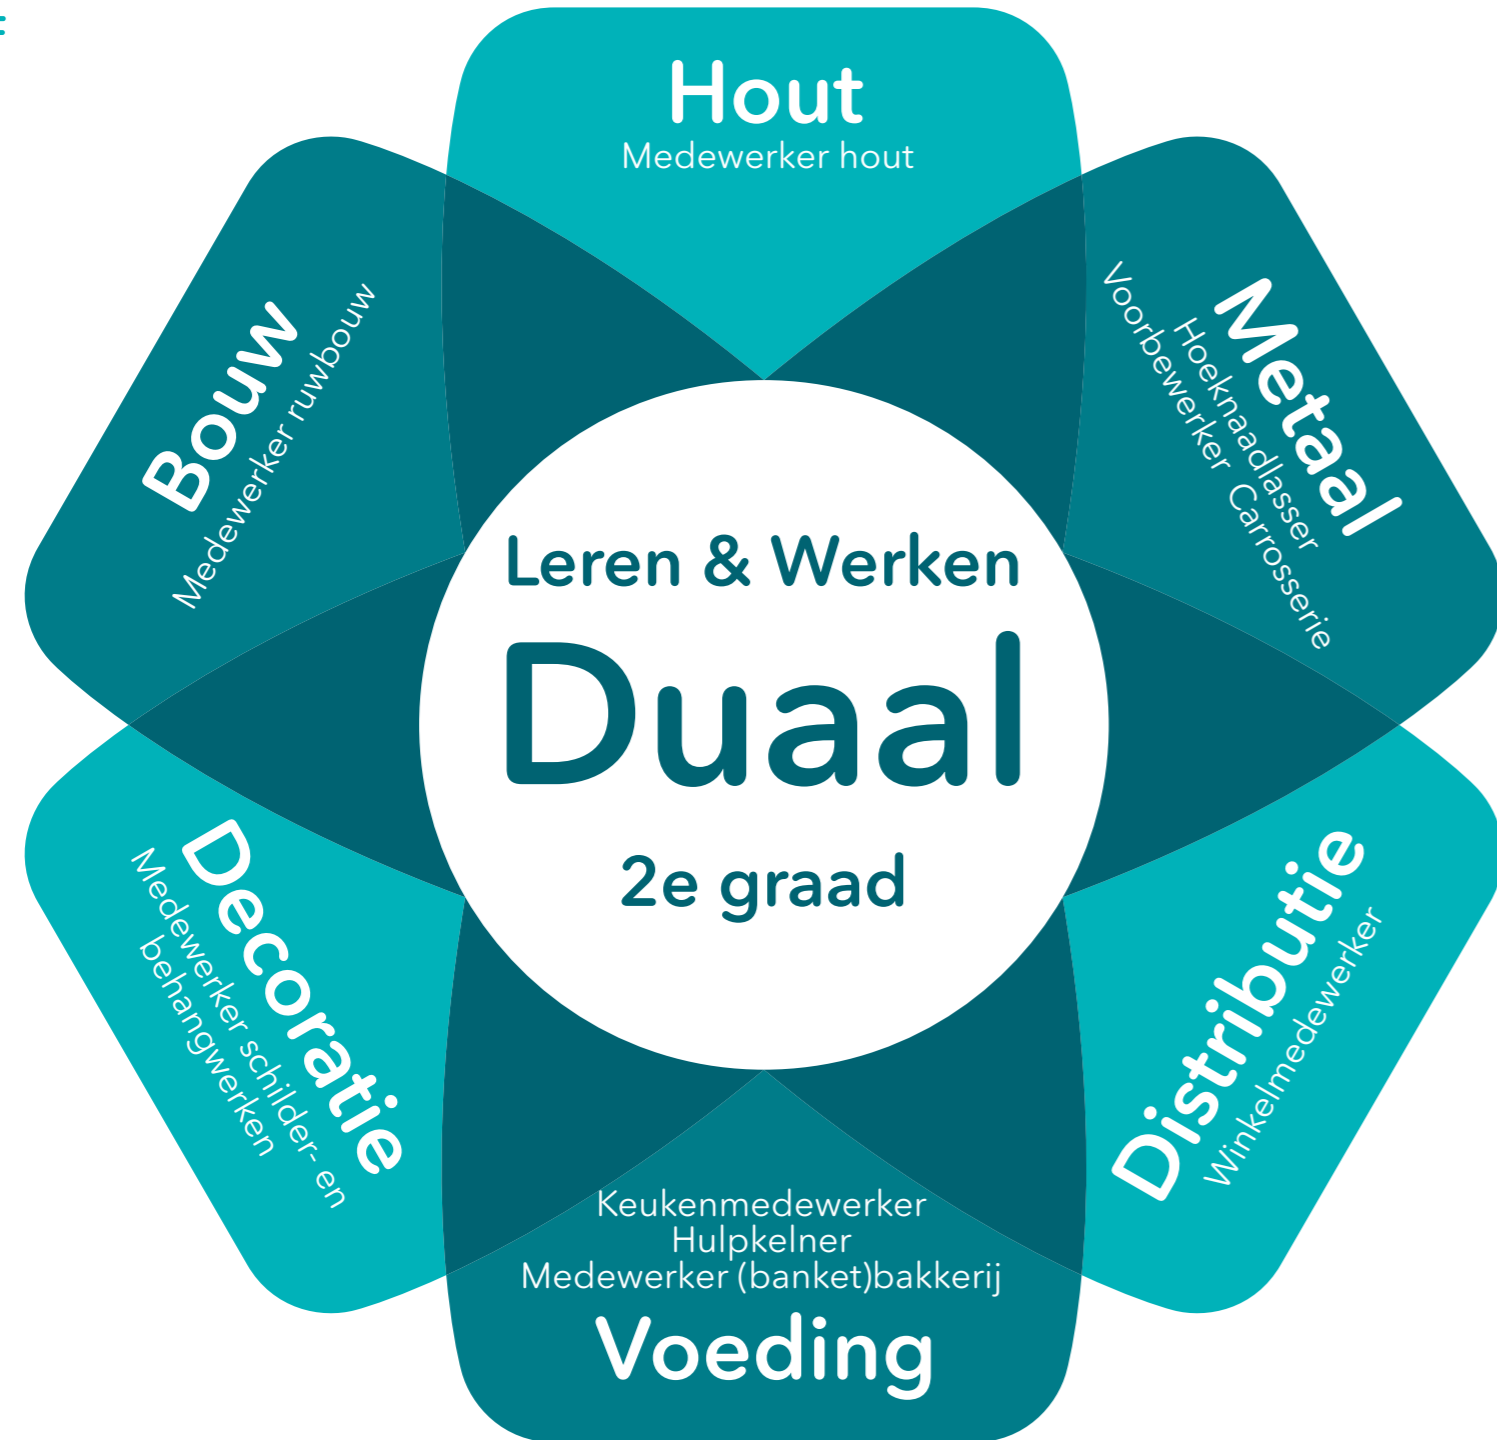 Hout
Medewerker hout
Metaal
Hoeknaadlasser
Voorbewerker Carrosserie
Bouw
Medewerker ruwbouw
Leren & Werken
Duaal
2e graad
Decoratie
Medewerker schilder- en
behangwerken
Distributie
Winkelmedewerker
Keukenmedewerker
Hulpkelner
Medewerker (banket)bakkerij
Voeding